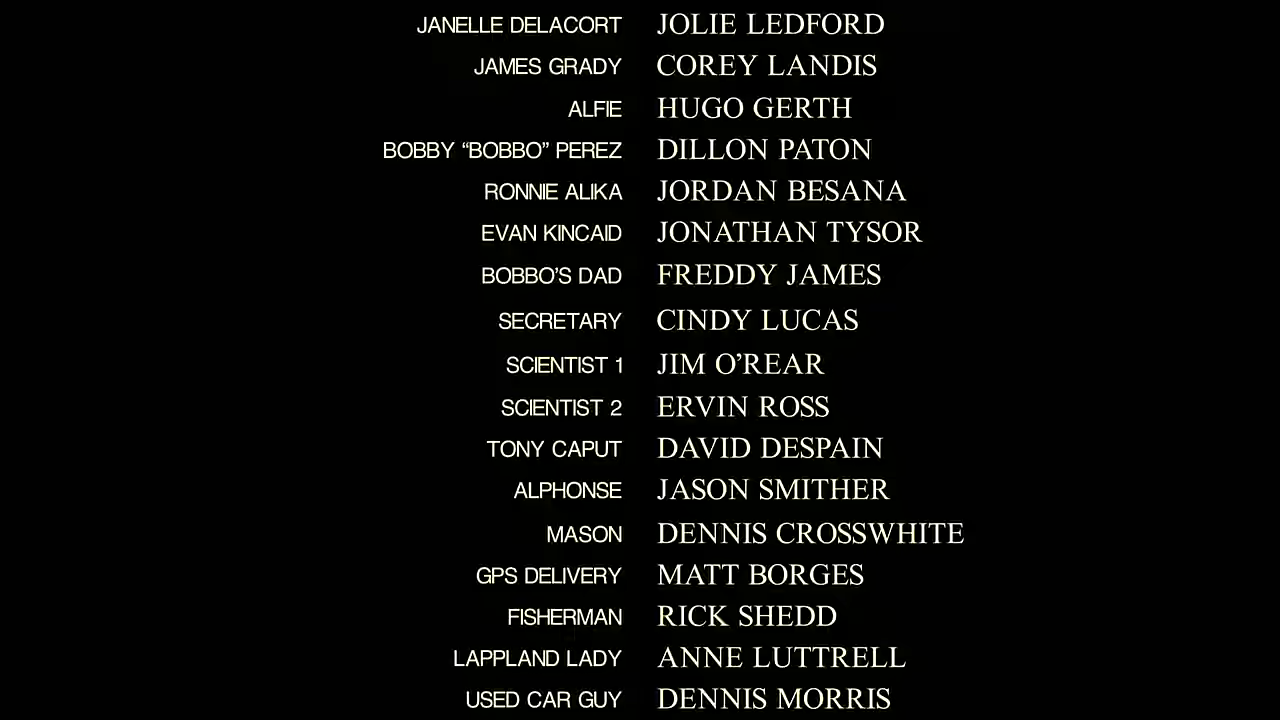 JANELLE DELACORT JOLIE LEDFORD
JAMES GRADY COREY LANDIS
ALFIE HUGO GERTH
BOBBY “BOBBO” PEREZ DILLON PATON
RONNIE ALIKA JORDAN BESANA
EVAN KINCAID JONATHAN TYSOR
BOBBO’S DAD FREDDY JAMES
SECRETARY CINDY LUCAS
SCIENTIST 1 JIM O’REAR
SCIENTIST 2 ERVIN ROSS
TONY CAPUT DAVID DESPAIN
ALPHONSE JASON SMITHER
MASON DENNIS CROSSWHITE
GPS DELIVERY MATT BORGES
FISHERMAN RICK SHEDD
LAPPLAND LADY ANNE LUTTRELL
USED CAR GUY DENNIS MORRIS